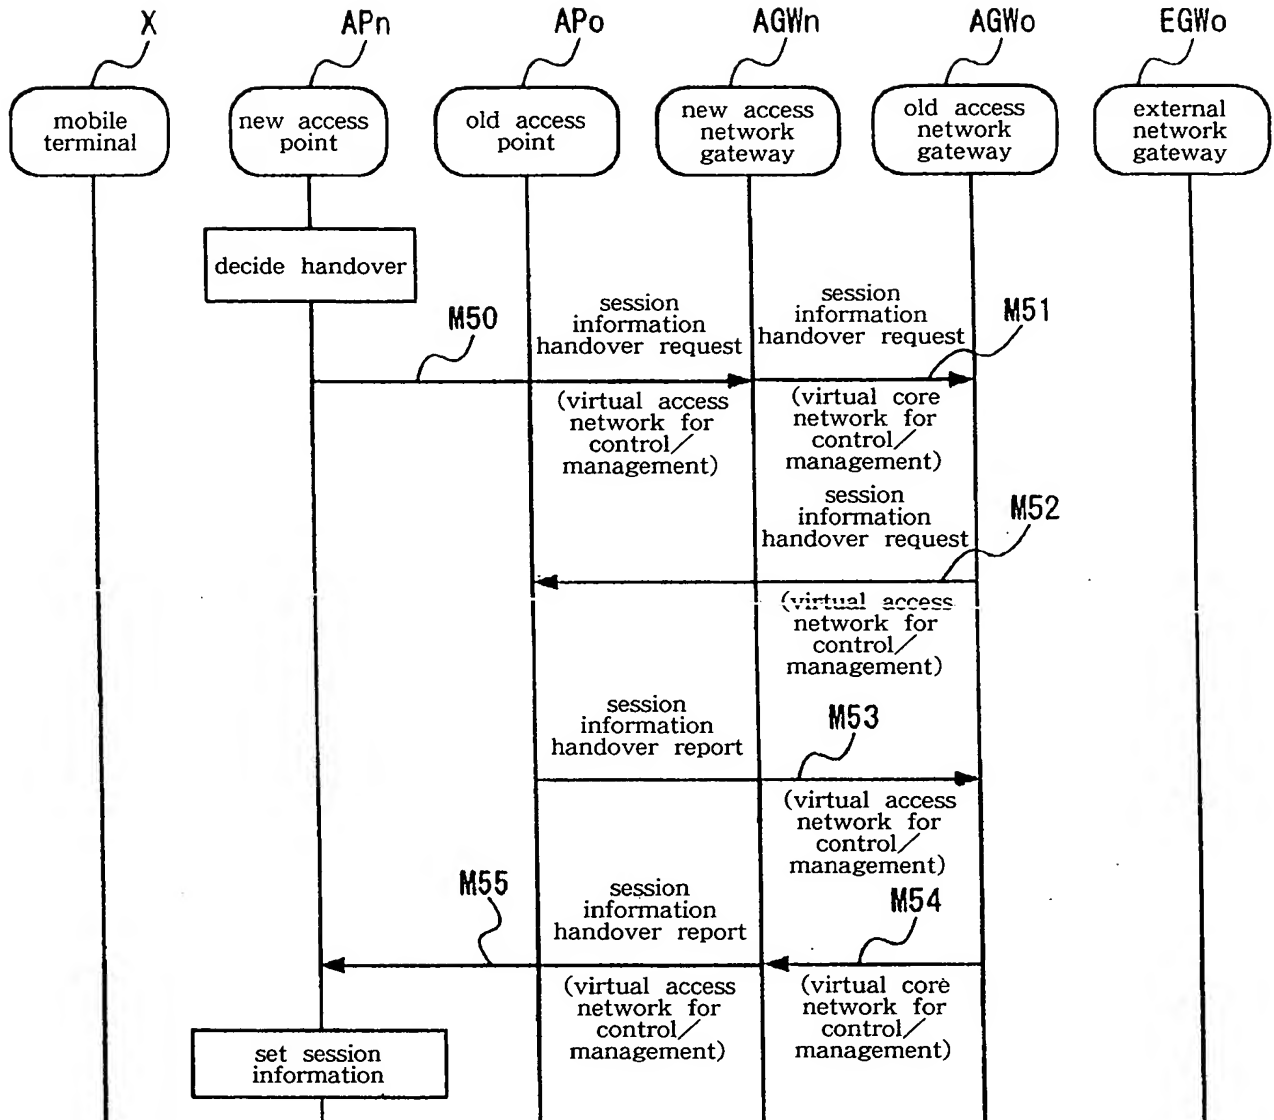 X
APn
APo
AGWn
AGWo
EGWo
mobile
terminal
new access
point
old access
point
new access
network
gateway
old access
network
gateway
external
network
gateway
decide handover
M50
session
information
handover request
session
information
handover request
M51
(virtual access
network for
control/
management)
(virtual core
network for
control/
management)
session
information
handover request
M52
(virtual access
network for
control/
management)
session
information
handover report
M53
(virtual access
network for
control/
management)
M55
session
information
handover report
M54
(virtual access
network for
control/
management)
(virtual core
network for
control/
management)
set session
information